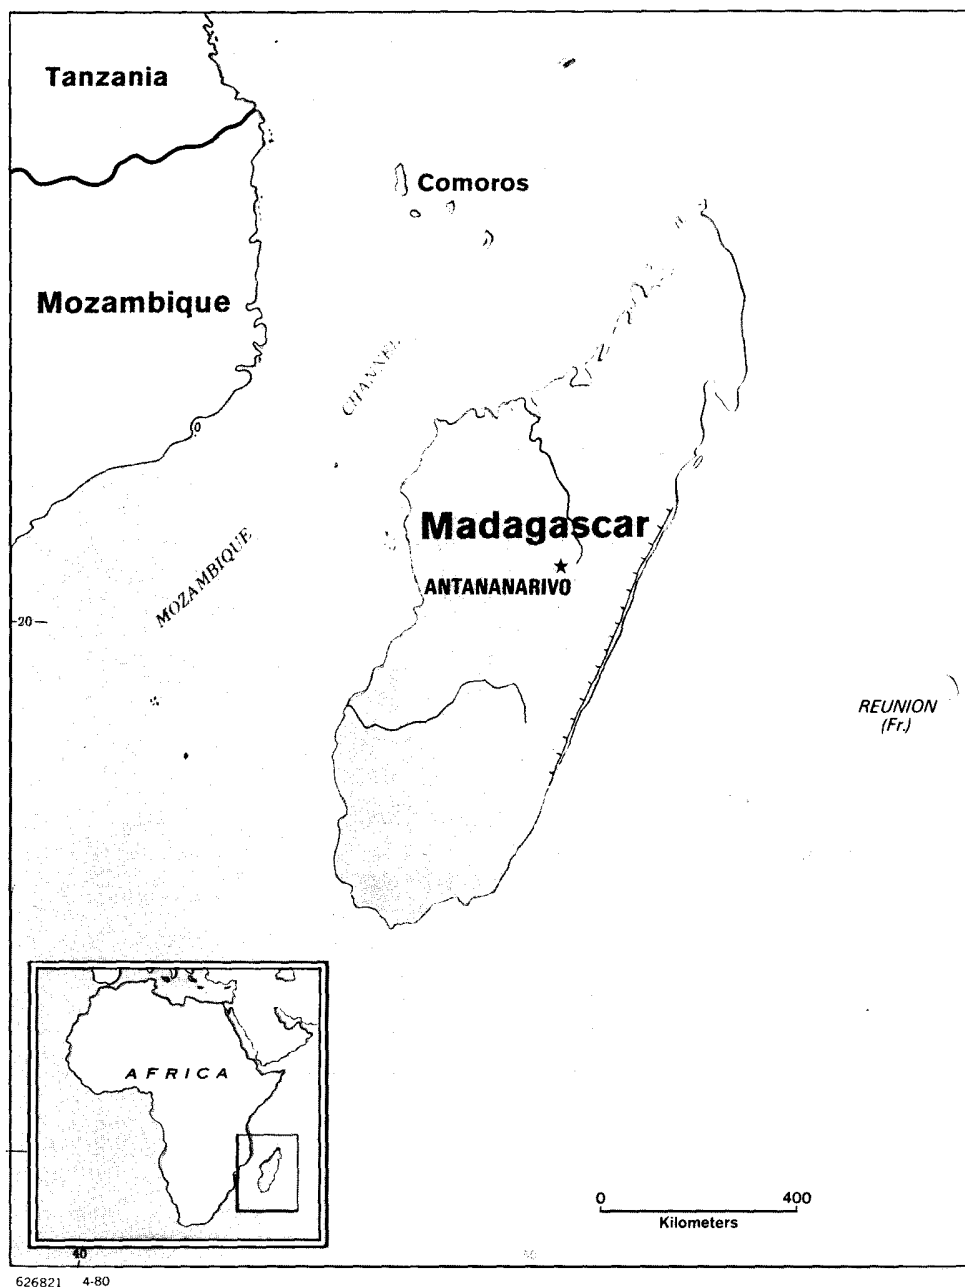 Tanzania
Comoros
Mozambique
CHANNEL
Madagascar
MOZAMBIQUE
ANTANANARIVO
20
REUNION
(Fr.)
AFRICA
0 400
Kilometers
40
626821 4-80